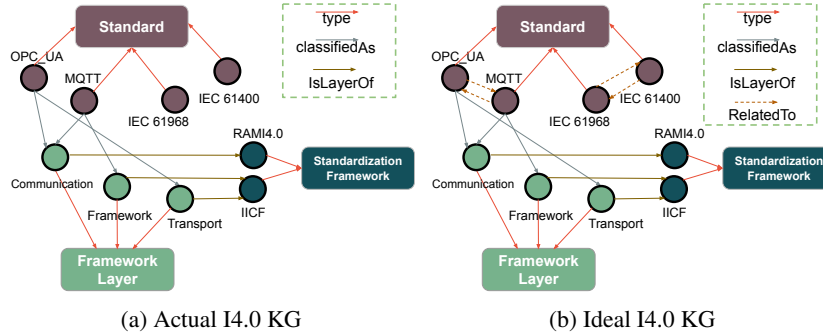 Standard
type
classifiedAs
IsLayerOf
OPC_UA
MQTT
IEC 61968
IEC 61400
RAMI4.0
Communication
Framework
Transport
IICF
Standardization
Framework
Framework
Layer
(a) Actual I4.0 KG
Standard
type
classifiedAs
IsLayerOf
RelatedTo
OPC_UA
MQTT
IEC 61968
IEC 61400
RAMI4.0
Communication
Framework
Transport
IICF
Standardization
Framework
Framework
Layer
(b) Ideal I4.0 KG